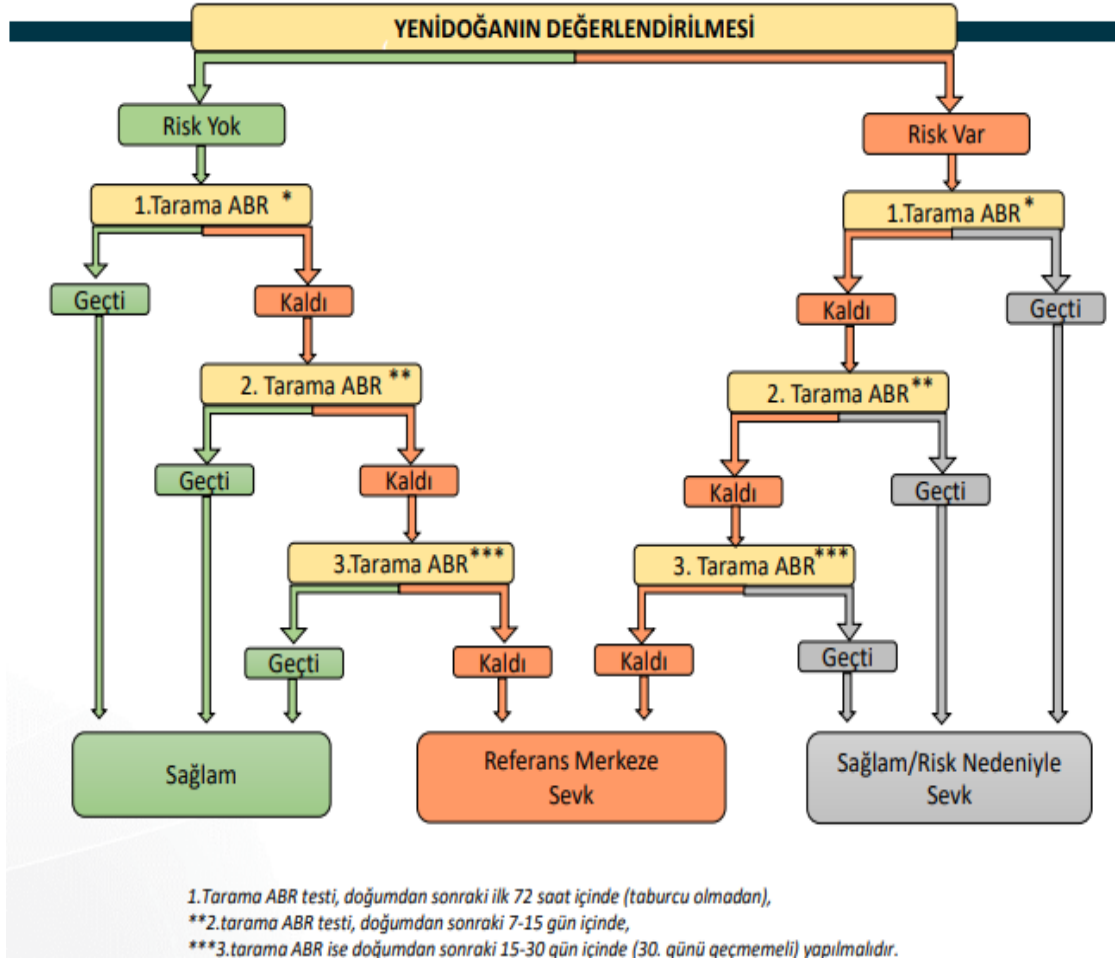 YENİDOĞANIN DEĞERLENDİRİLMESİ
Risk Yok
Risk Var
1.Tarama ABR *
1.Tarama ABR *
Geçti
Kaldı
Kaldı
Geçti
2. Tarama ABR **
2. Tarama ABR **
Geçti
Kaldı
Kaldı
Geçti
3.Tarama ABR ***
3. Tarama ABR ***
Geçti
Kaldı
Kaldı
Geçti
Sağlam
Referans Merkeze
Sevk
Sağlam/Risk Nedeniyle
Sevk
1.Tarama ABR testi, doğumdan sonraki ilk 72 saat içinde (taburcu olmadan),
**2.tarama ABR testi, doğumdan sonraki 7-15 gün içinde,
***3.tarama ABR ise doğumdan sonraki 15-30 gün içinde (30. günü geçmemeli) yapılmalıdır.